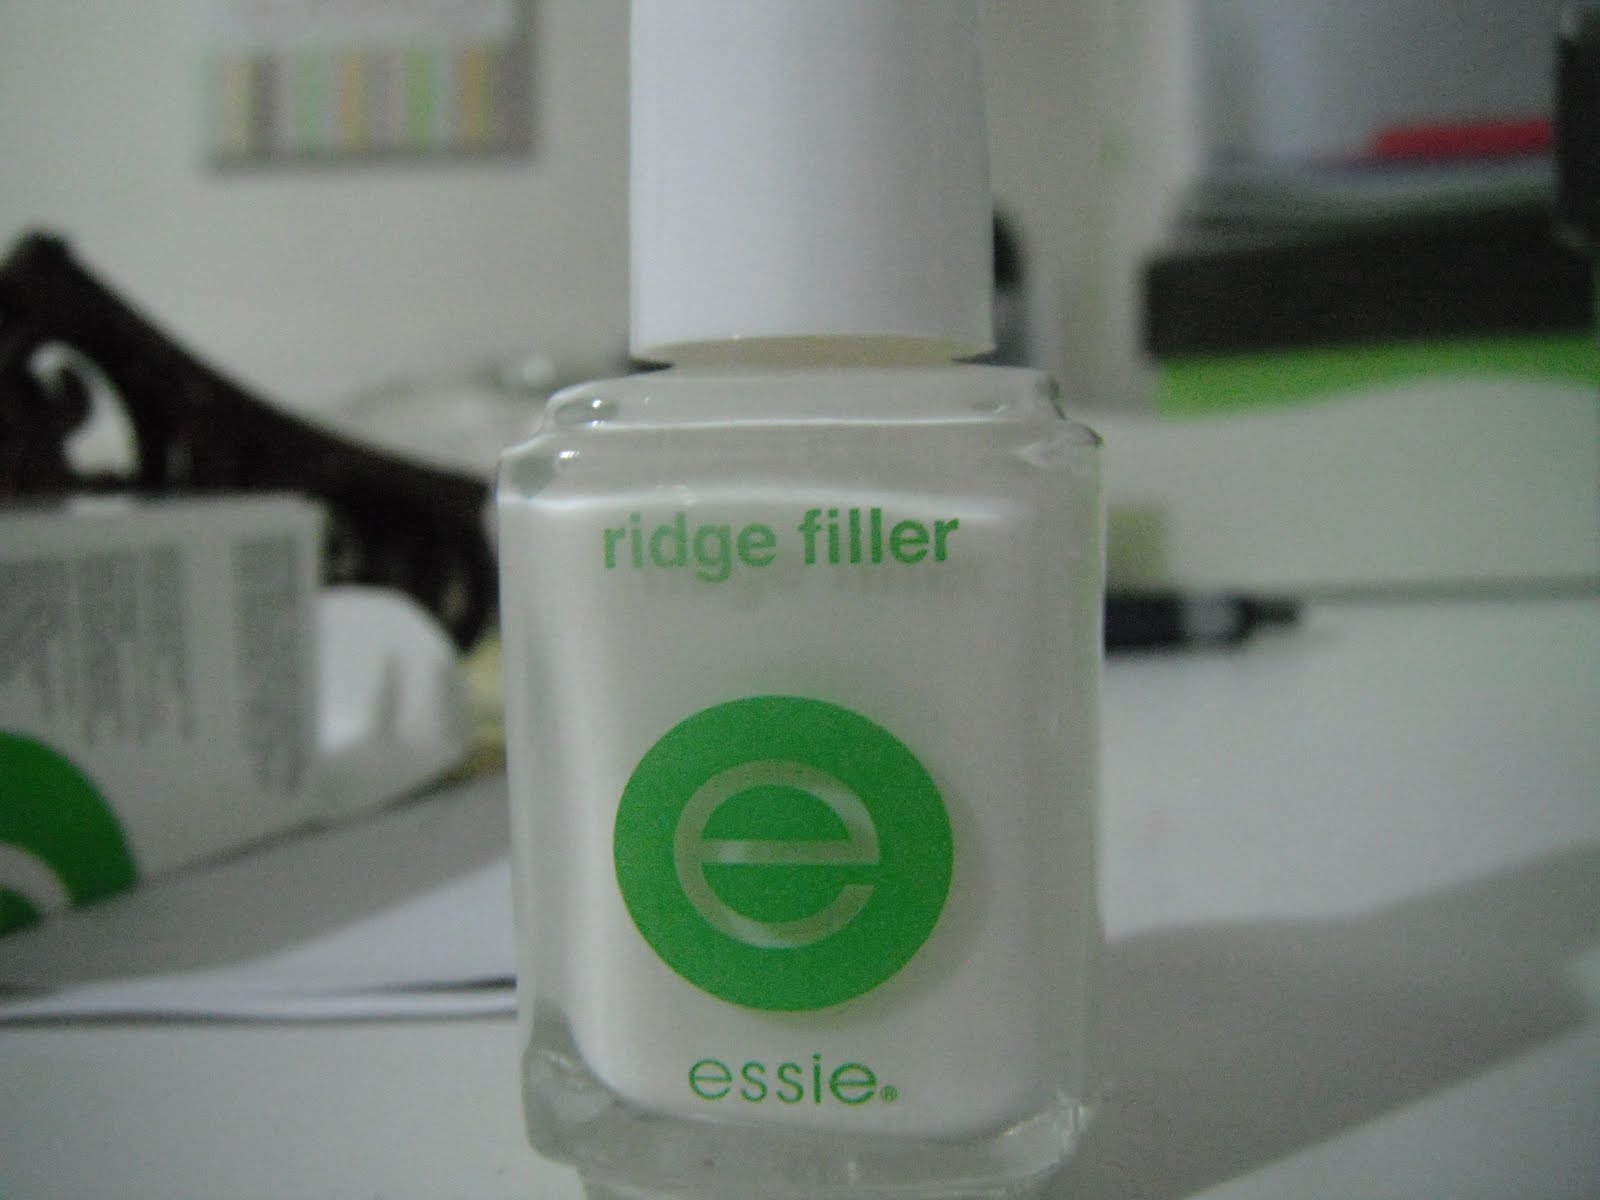 ridge filler
e
essie®